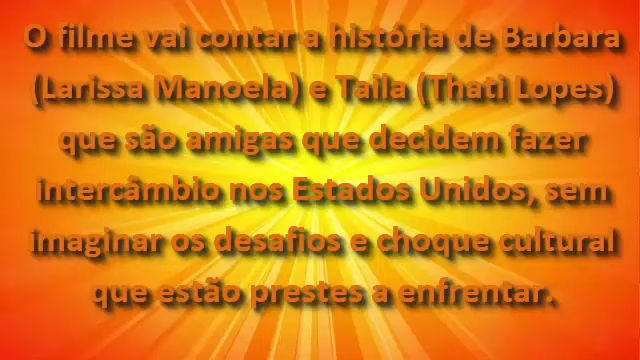 O filme vai contar a história de Barbara
(Larissa Manoela) e Taila (Thati Lopes)
que são amigas que decidem fazer
intercâmbio nos Estados Unidos, sem
imaginar os desafios e choque cultural
que estão prestes a enfrentar.